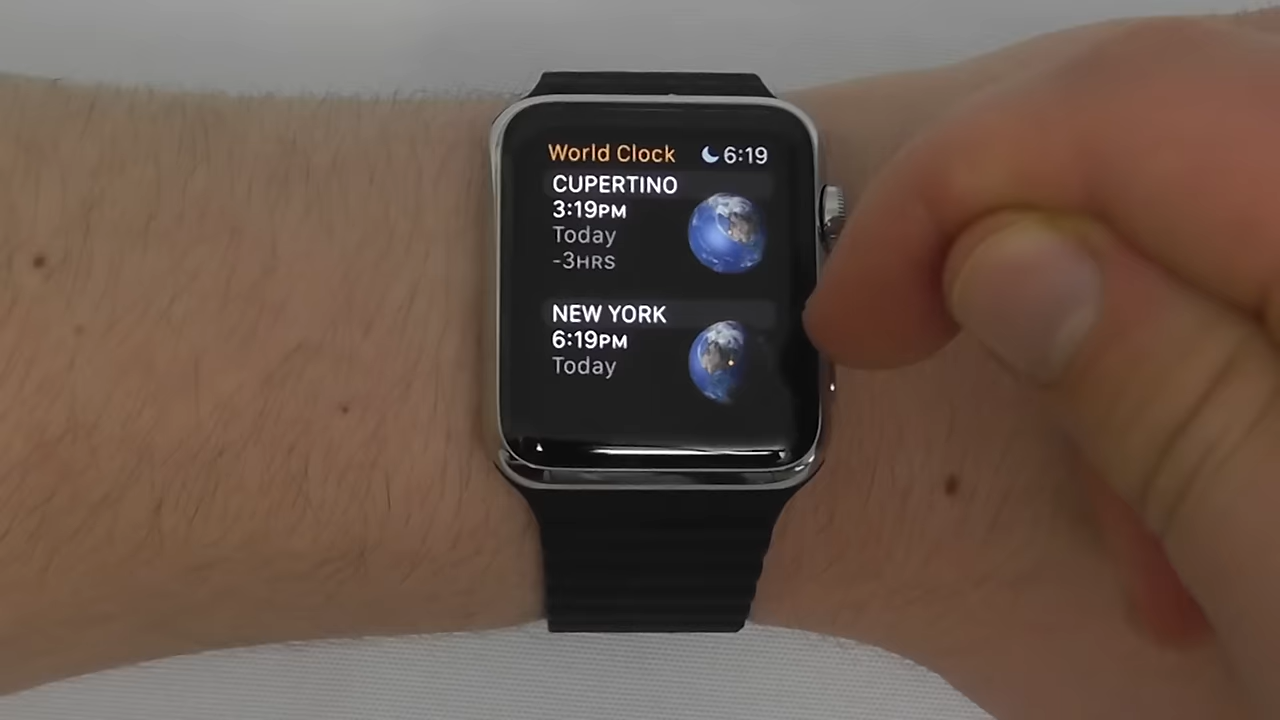 World Clock 6:19
CUPERTINO
3:19PM
Today
-3HRS
NEW YORK
6:19PM
Today